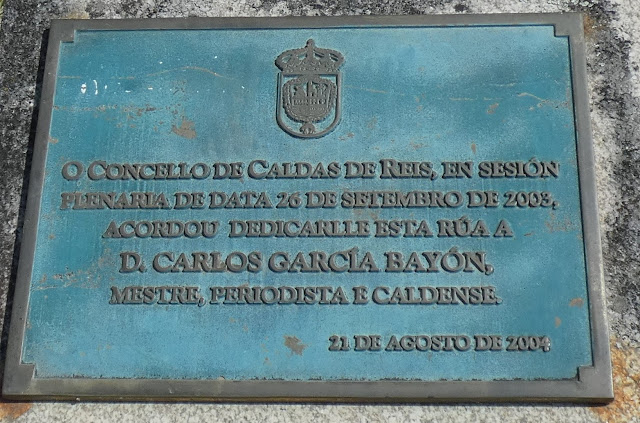 O CONCELLO DE CALDAS DE REIS, EN SESIÓN
PLENARIA DE DATA 26 DE SETEMBRO DE 2003,
ACORDOU DEDICARLLE ESTA RÚA A
D. CARLOS GARCÍA BAYÓN,
MESTRE, PERIODISTA E CALDENSE.
21 DE AGOSTO DE 2004